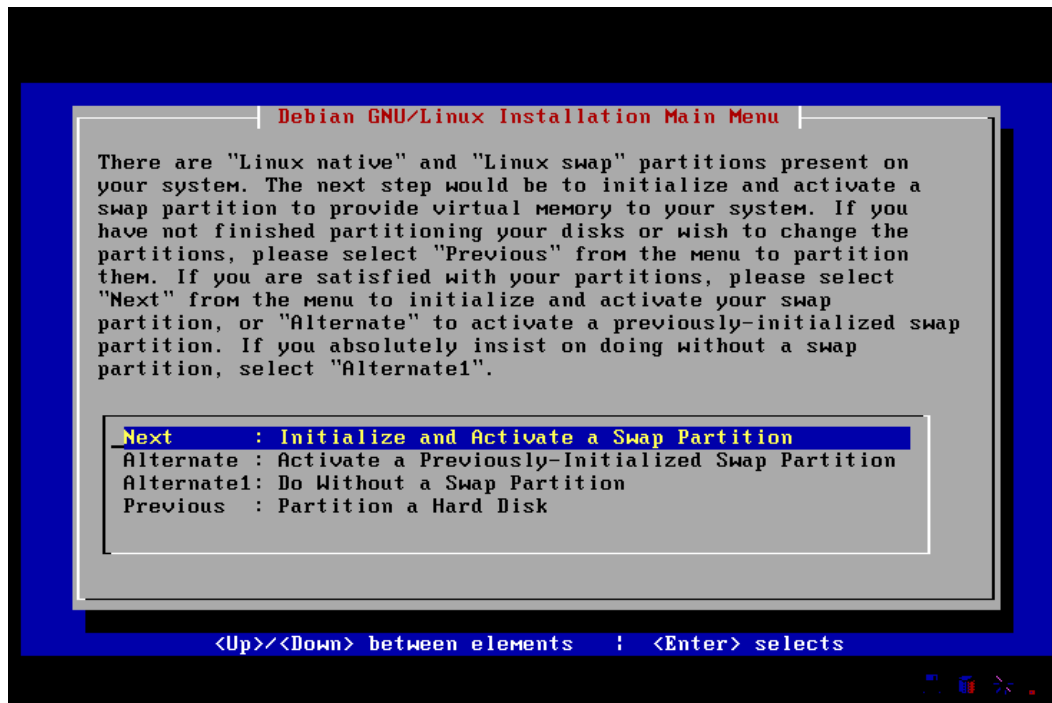 Debian GNU/Linux Installation Main Menu
There are "Linux native" and "Linux swap" partitions present on
your system. The next step would be to initialize and activate a
swap partition to provide virtual memory to your system. If you
have not finished partitioning your disks or wish to change the
partitions, please select "Previous" from the menu to partition
them. If you are satisfied with your partitions, please select
"Next" from the menu to initialize and activate your swap
partition, or "Alternate" to activate a previously-initialized swap
partition. If you absolutely insist on doing without a swap
partition, select "Alternate1".
Next      : Initialize and Activate a Swap Partition
Alternate : Activate a Previously-Initialized Swap Partition
Alternate1: Do Without a Swap Partition
Previous  : Partition a Hard Disk
<Up>/<Down> between elements   ¦  <Enter> selects